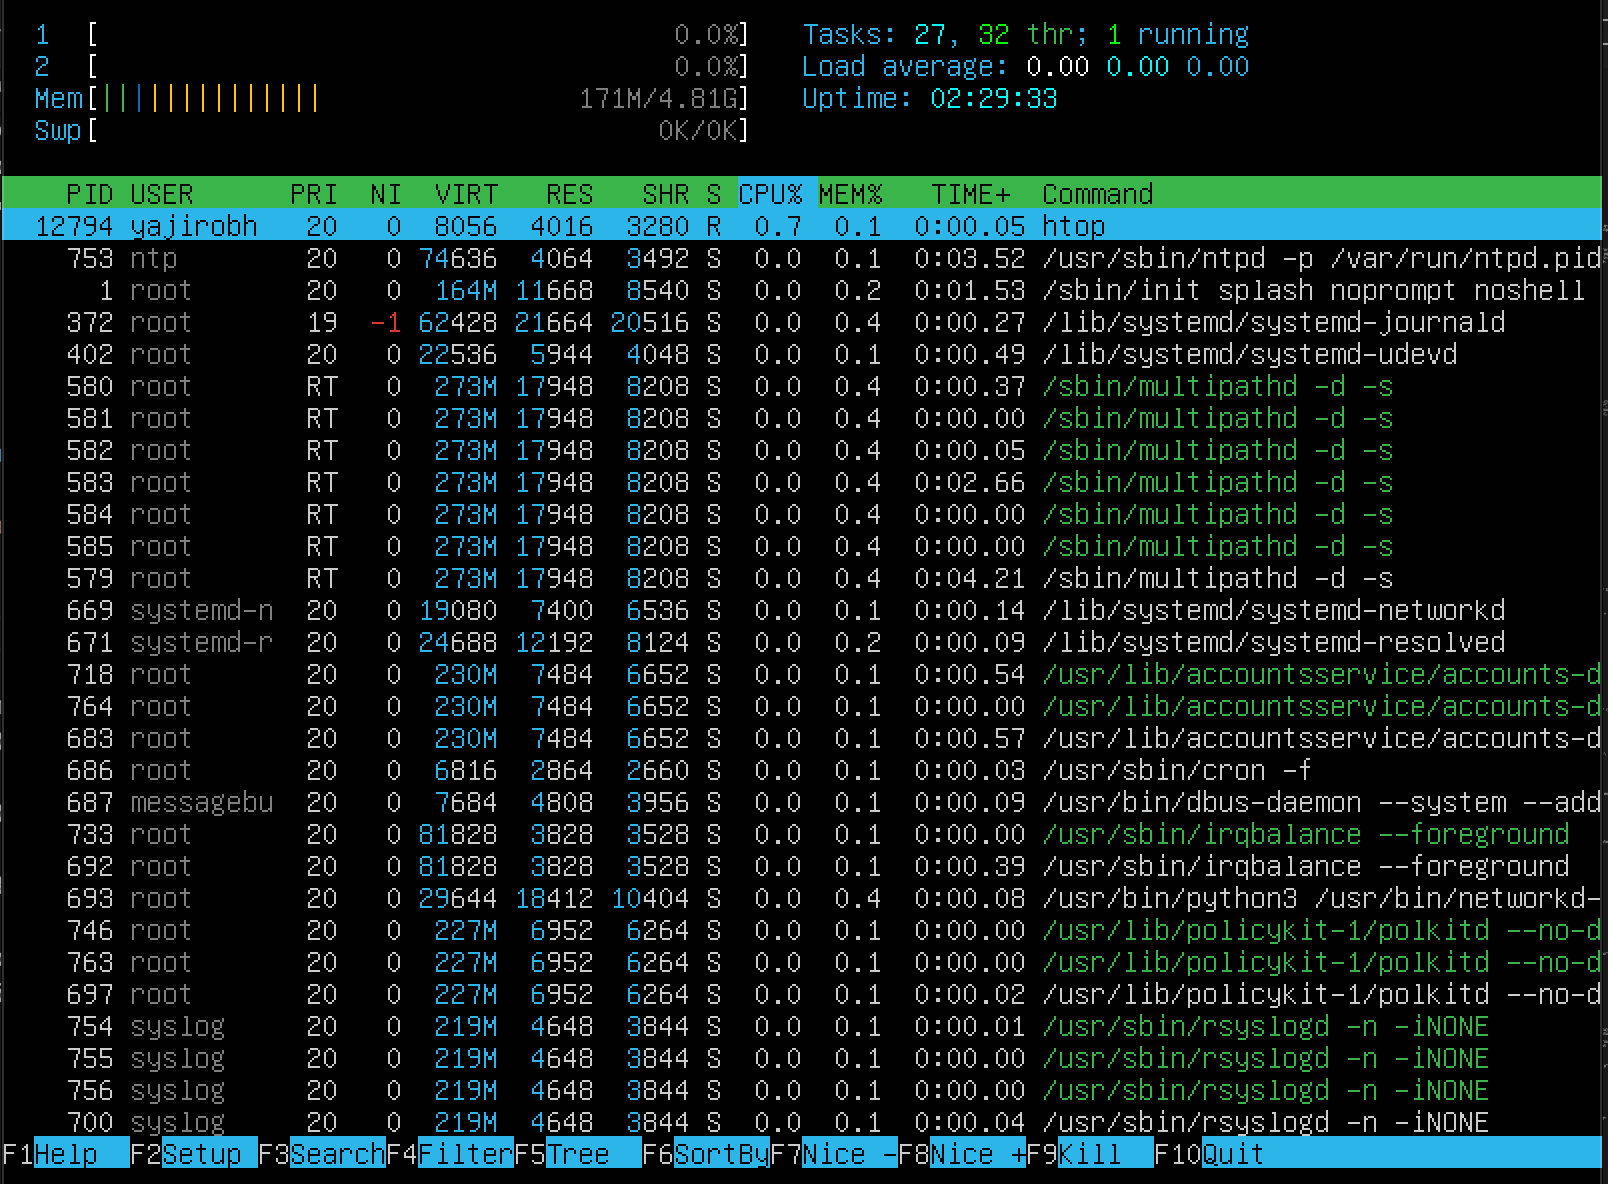 1  [ 0.0%] Tasks: 27, 32 thr; 1 running
2  [ 0.0%] Load average: 0.00 0.00 0.00
Mem[|||||||||||||| 171M/4.81G] Uptime: 02:29:33
Swp[ 0K/0K]
PID USER PRI NI VIRT RES SHR S CPU% MEM% TIME+ Command
12794 yajirobh 20 0 8056 4016 3280 R 0.7 0.1 0:00.05 htop
753 ntp 20 0 74636 4064 3492 S 0.0 0.1 0:03.52 /usr/sbin/ntpd -p /var/run/ntpd.pid
1 root 20 0 164M 11668 8540 S 0.0 0.2 0:01.53 /sbin/init splash noprompt noshell
372 root 19 -1 62428 21664 20516 S 0.0 0.4 0:00.27 /lib/systemd/systemd-journald
402 root 20 0 22536 5944 4048 S 0.0 0.1 0:00.49 /lib/systemd/systemd-udevd
580 root RT 0 273M 17948 8208 S 0.0 0.4 0:00.37 /sbin/multipathd -d -s
581 root RT 0 273M 17948 8208 S 0.0 0.4 0:00.00 /sbin/multipathd -d -s
582 root RT 0 273M 17948 8208 S 0.0 0.4 0:00.05 /sbin/multipathd -d -s
583 root RT 0 273M 17948 8208 S 0.0 0.4 0:02.66 /sbin/multipathd -d -s
584 root RT 0 273M 17948 8208 S 0.0 0.4 0:00.00 /sbin/multipathd -d -s
585 root RT 0 273M 17948 8208 S 0.0 0.4 0:00.00 /sbin/multipathd -d -s
579 root RT 0 273M 17948 8208 S 0.0 0.4 0:04.21 /sbin/multipathd -d -s
669 systemd-n 20 0 19080 7400 6536 S 0.0 0.1 0:00.14 /lib/systemd/systemd-networkd
671 systemd-r 20 0 24688 12192 8124 S 0.0 0.2 0:00.09 /lib/systemd/systemd-resolved
718 root 20 0 230M 7484 6652 S 0.0 0.1 0:00.54 /usr/lib/accountsservice/accounts-d
764 root 20 0 230M 7484 6652 S 0.0 0.1 0:00.00 /usr/lib/accountsservice/accounts-d
683 root 20 0 230M 7484 6652 S 0.0 0.1 0:00.57 /usr/lib/accountsservice/accounts-d
686 root 20 0 6816 2864 2660 S 0.0 0.1 0:00.03 /usr/sbin/cron -f
687 messagebu 20 0 7684 4808 3956 S 0.0 0.1 0:00.09 /usr/bin/dbus-daemon --system --add
733 root 20 0 81828 3828 3528 S 0.0 0.1 0:00.00 /usr/sbin/irqbalance --foreground
692 root 20 0 81828 3828 3528 S 0.0 0.1 0:00.39 /usr/sbin/irqbalance --foreground
693 root 20 0 29644 18412 10404 S 0.0 0.4 0:00.08 /usr/bin/python3 /usr/bin/networkd-
746 root 20 0 227M 6952 6264 S 0.0 0.1 0:00.00 /usr/lib/policykit-1/polkitd --no-d
763 root 20 0 227M 6952 6264 S 0.0 0.1 0:00.00 /usr/lib/policykit-1/polkitd --no-d
697 root 20 0 227M 6952 6264 S 0.0 0.1 0:00.02 /usr/lib/policykit-1/polkitd --no-d
754 syslog 20 0 219M 4648 3844 S 0.0 0.1 0:00.01 /usr/sbin/rsyslogd -n -iNONE
755 syslog 20 0 219M 4648 3844 S 0.0 0.1 0:00.00 /usr/sbin/rsyslogd -n -iNONE
756 syslog 20 0 219M 4648 3844 S 0.0 0.1 0:00.00 /usr/sbin/rsyslogd -n -iNONE
700 syslog 20 0 219M 4648 3844 S 0.0 0.1 0:00.04 /usr/sbin/rsyslogd -n -iNONE
F1Help F2Setup F3SearchF4FilterF5Tree F6SortByF7Nice -F8Nice +F9Kill F10Quit